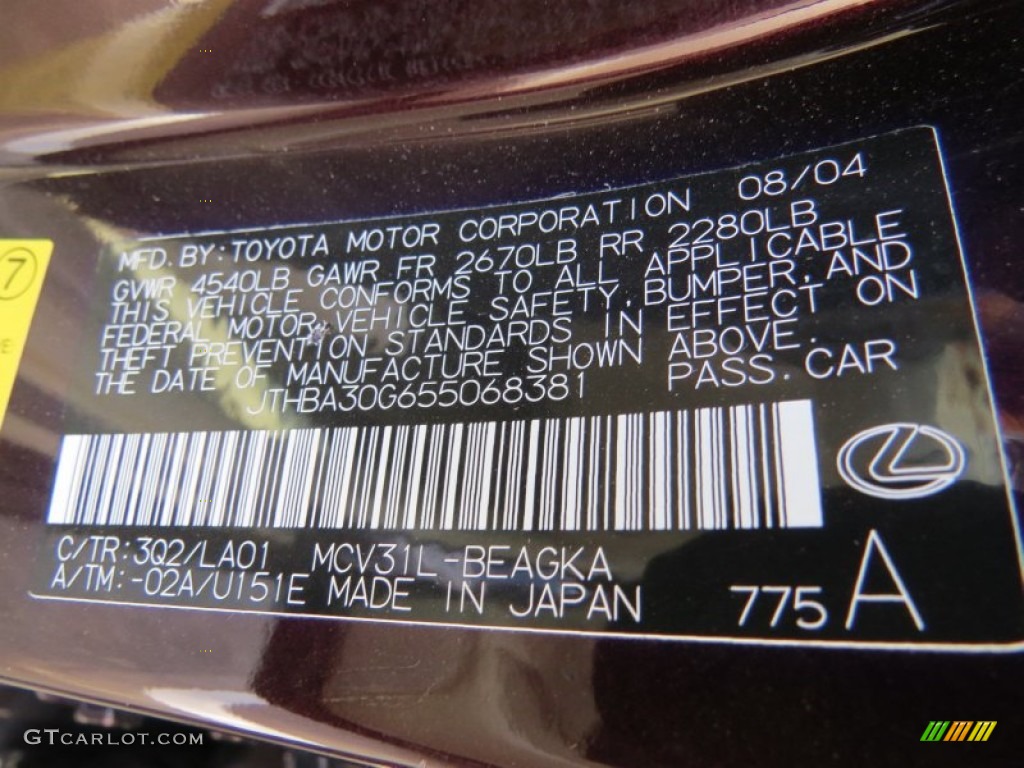 MFD. BY: TOYOTA MOTOR CORPORATION 08/04
GVWR 4540LB GAWR FR 2670LB RR 2280LB
THIS VEHICLE CONFORMS TO ALL APPLICABLE
FEDERAL MOTOR VEHICLE SAFETY, BUMPER, AND
THEFT PREVENTION STANDARDS IN EFFECT ON
THE DATE OF MANUFACTURE SHOWN ABOVE.
JTHBA30G655068381 PASS. CAR
C/TR: 3Q2/LA01 MCV31L-BEAGKA
A/TM: -02A/U151E MADE IN JAPAN 775 A
7
GTCARLOT.COM